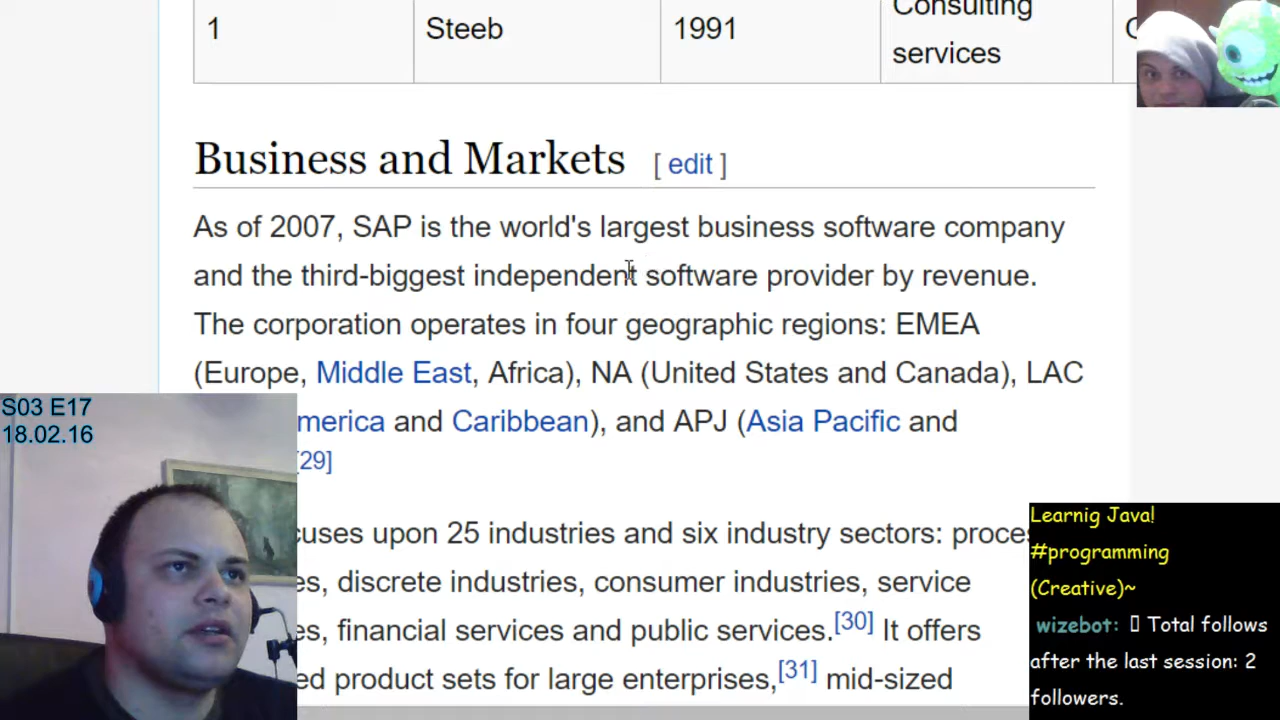 1 Steeb 1991 Consulting
services
Business and Markets [ edit ]
As of 2007, SAP is the world's largest business software company
and the third-biggest independent software provider by revenue.
The corporation operates in four geographic regions: EMEA
(Europe, Middle East, Africa), NA (United States and Canada), LAC
merica and Caribbean), and APJ (Asia Pacific and
[29]
cuses upon 25 industries and six industry sectors: proces
es, discrete industries, consumer industries, service
es, financial services and public services.[30] It offers
ed product sets for large enterprises,[31] mid-sized
S03 E17
18.02.16
Learnig Java!
#programming
(Creative)~
wizebot: Total follows
after the last session: 2
followers.